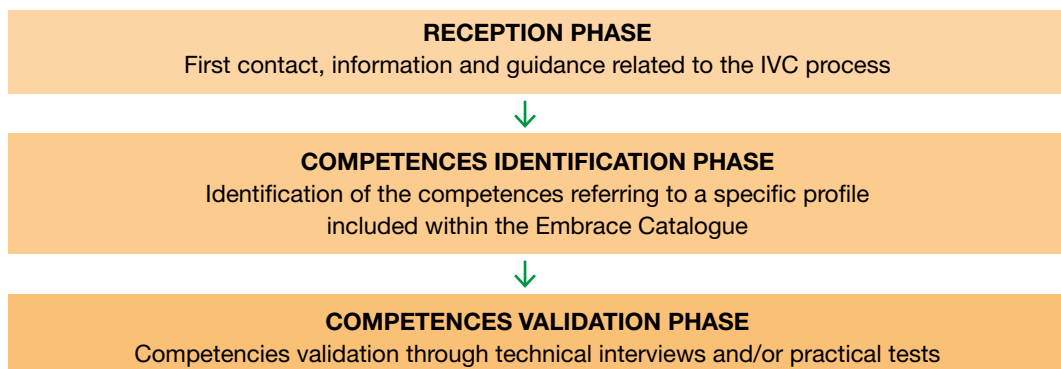 RECEPTION PHASE
First contact, information and guidance related to the IVC process
COMPETENCES IDENTIFICATION PHASE
Identification of the competences referring to a specific profile
included within the Embrace Catalogue
COMPETENCES VALIDATION PHASE
Competencies validation through technical interviews and/or practical tests